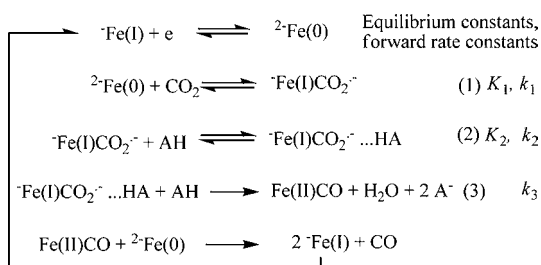 ⁻Fe(I) + e ⇌ ²⁻Fe(0) Equilibrium constants,
forward rate constants
²⁻Fe(0) + CO₂ ⇌ ⁻Fe(I)CO₂·⁻ (1) K₁, k₁
⁻Fe(I)CO₂·⁻ + AH ⇌ ⁻Fe(I)CO₂·⁻ ...HA (2) K₂, k₂
⁻Fe(I)CO₂·⁻ ...HA + AH → Fe(II)CO + H₂O + 2 A⁻ (3) k₃
Fe(II)CO + ²⁻Fe(0) → 2 ⁻Fe(I) + CO